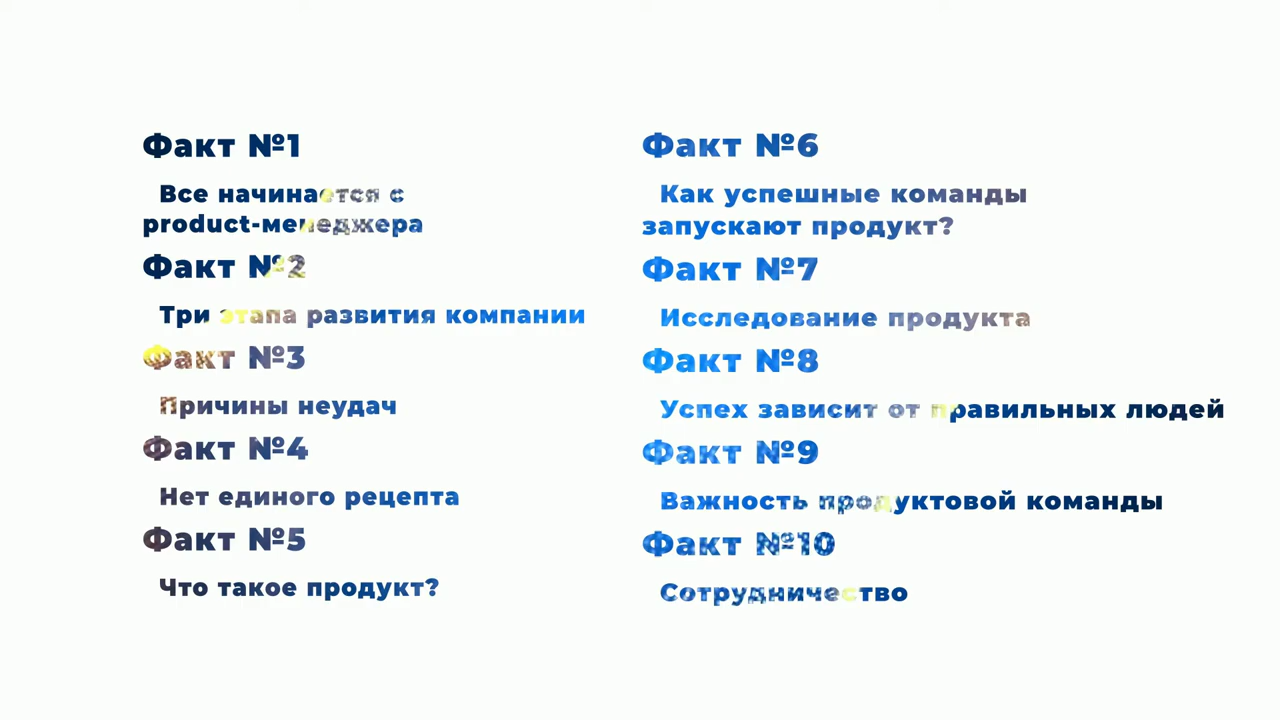 Факт №1
Все начинается с
product-менеджера
Факт №2
Три этапа развития компании
Факт №3
Причины неудач
Факт №4
Нет единого рецепта
Факт №5
Что такое продукт?
Факт №6
Как успешные команды
запускают продукт?
Факт №7
Исследование продукта
Факт №8
Успех зависит от правильных людей
Факт №9
Важность продуктовой команды
Факт №10
Сотрудничество